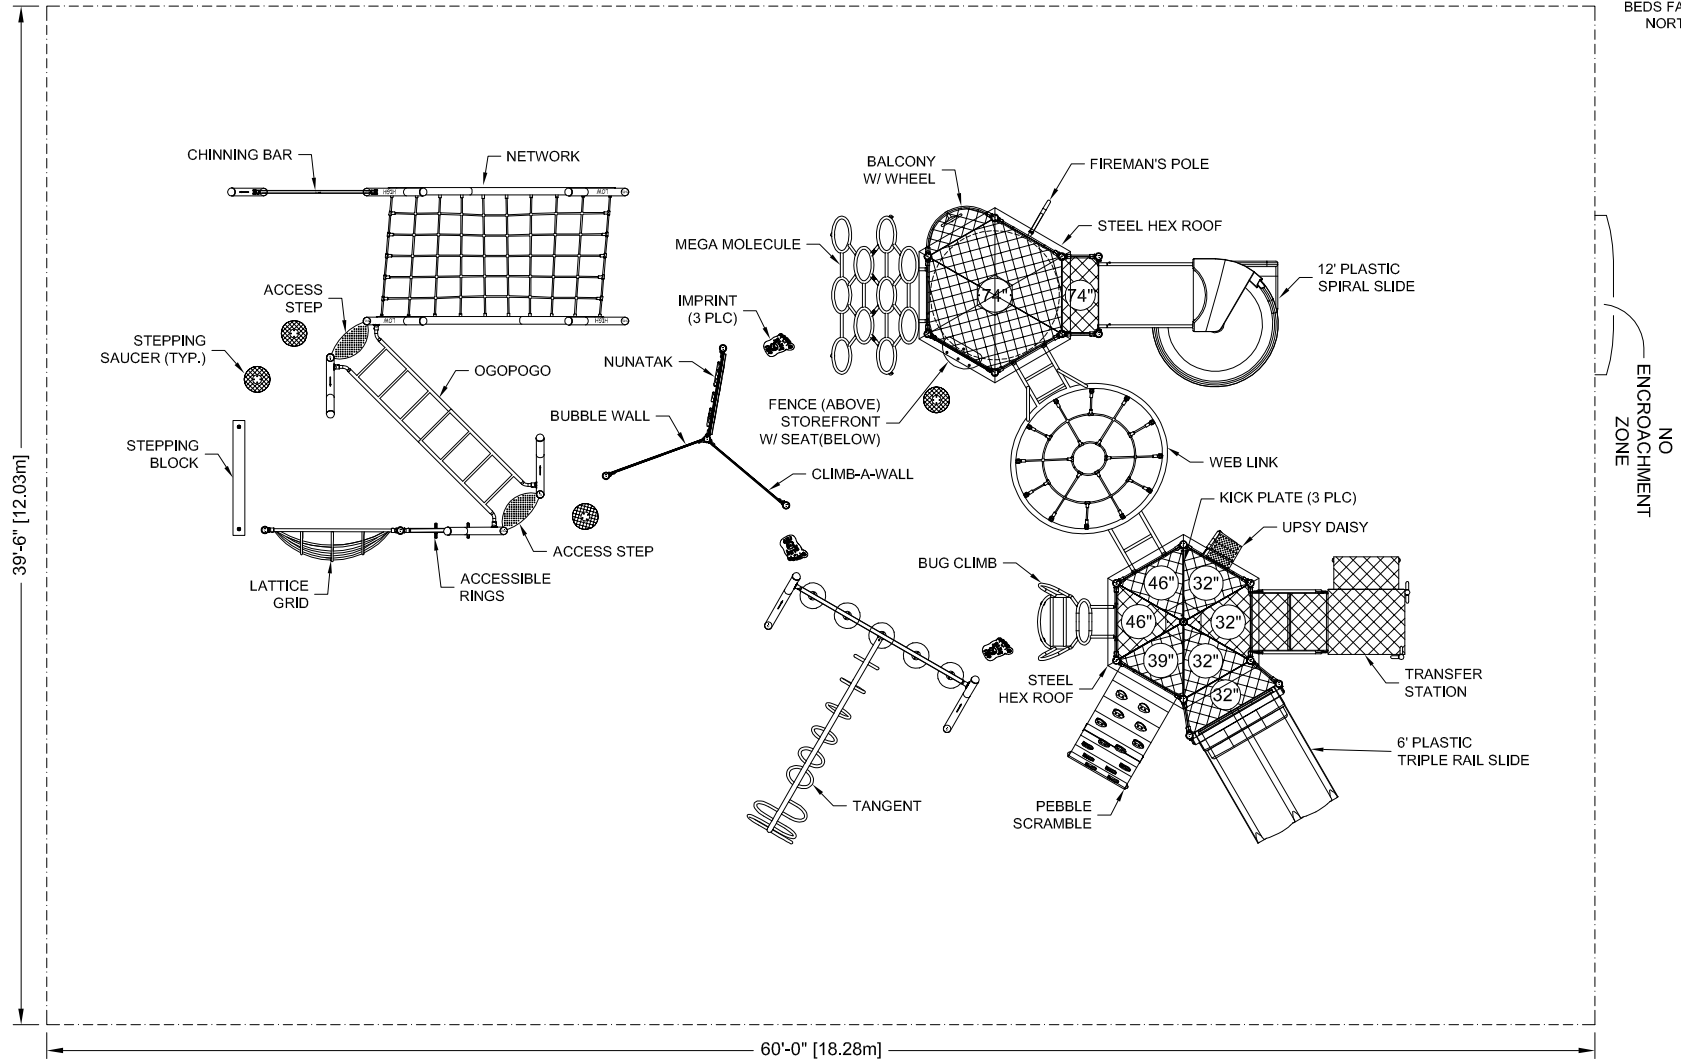 BEDS FA
NORT
CHINNING BAR
NETWORK
HIGH
LOW
LOW
HIGH
BALCONY
W/ WHEEL
FIREMAN'S POLE
STEEL HEX ROOF
MEGA MOLECULE
12' PLASTIC
SPIRAL SLIDE
74"
74"
ACCESS
STEP
IMPRINT
(3 PLC)
STEPPING
SAUCER (TYP.)
OGOPOGO
NUNATAK
BUBBLE WALL
FENCE (ABOVE)
STOREFRONT
W/ SEAT(BELOW)
NO
ENCROACHMENT
ZONE
STEPPING
BLOCK
CLIMB-A-WALL
WEB LINK
KICK PLATE (3 PLC)
UPSY DAISY
39'-6" [12.03m]
ACCESS STEP
BUG CLIMB
LATTICE
GRID
ACCESSIBLE
RINGS
46"
32"
46"
32"
39"
32"
32"
STEEL
HEX ROOF
TRANSFER
STATION
6' PLASTIC
TRIPLE RAIL SLIDE
TANGENT
PEBBLE
SCRAMBLE
60'-0" [18.28m]